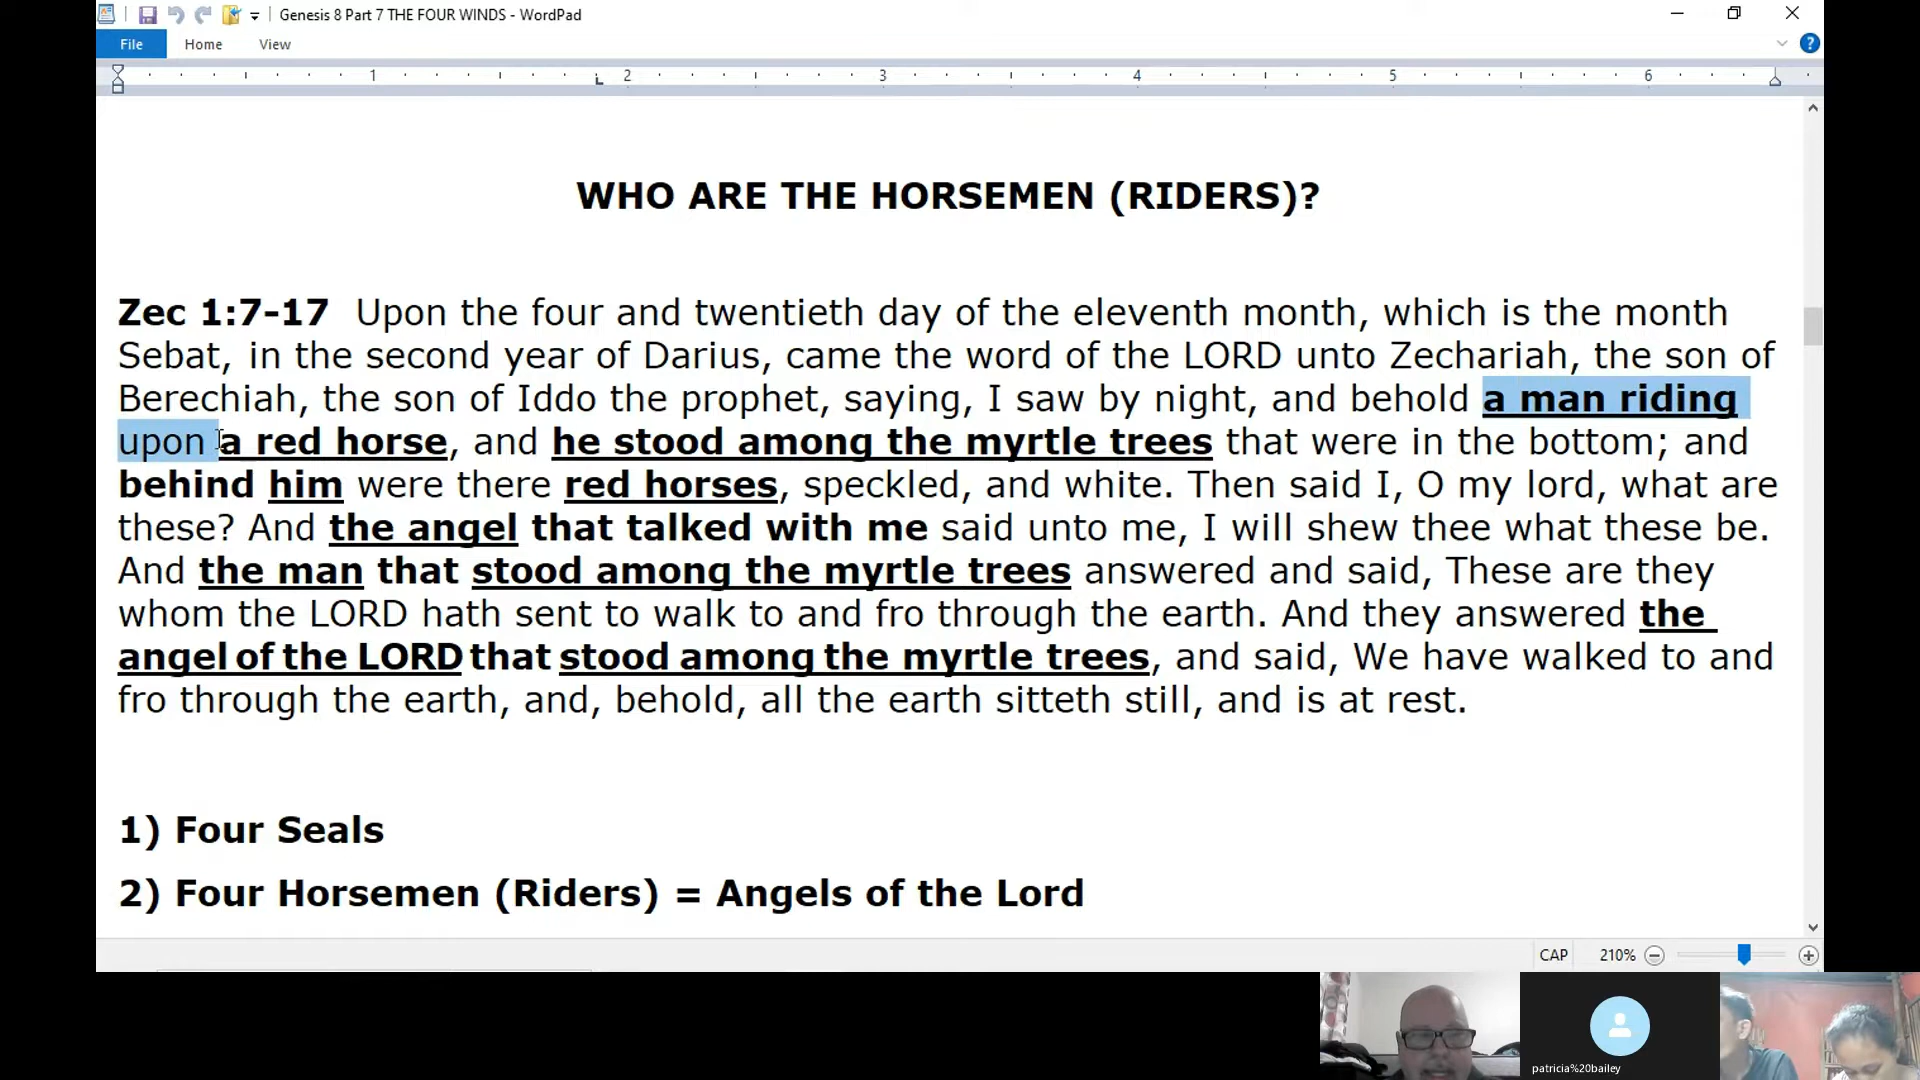 Genesis 8 Part 7 THE FOUR WINDS - WordPad
File Home View
1 2 3 4 5 6
WHO ARE THE HORSEMEN (RIDERS)?
Zec 1:7-17 Upon the four and twentieth day of the eleventh month, which is the month
Sebat, in the second year of Darius, came the word of the LORD unto Zechariah, the son of
Berechiah, the son of Iddo the prophet, saying, I saw by night, and behold a man riding
upon a red horse, and he stood among the myrtle trees that were in the bottom; and
behind him were there red horses, speckled, and white. Then said I, O my lord, what are
these? And the angel that talked with me said unto me, I will shew thee what these be.
And the man that stood among the myrtle trees answered and said, These are they
whom the LORD hath sent to walk to and fro through the earth. And they answered the
angel of the LORD that stood among the myrtle trees, and said, We have walked to and
fro through the earth, and, behold, all the earth sitteth still, and is at rest.
1) Four Seals
2) Four Horsemen (Riders) = Angels of the Lord
CAP 210%
patricia%20bailey